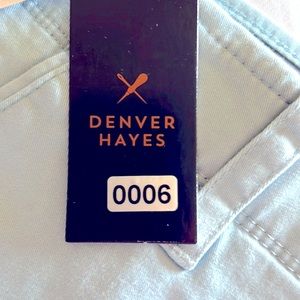 DENVER
HAYES
0006